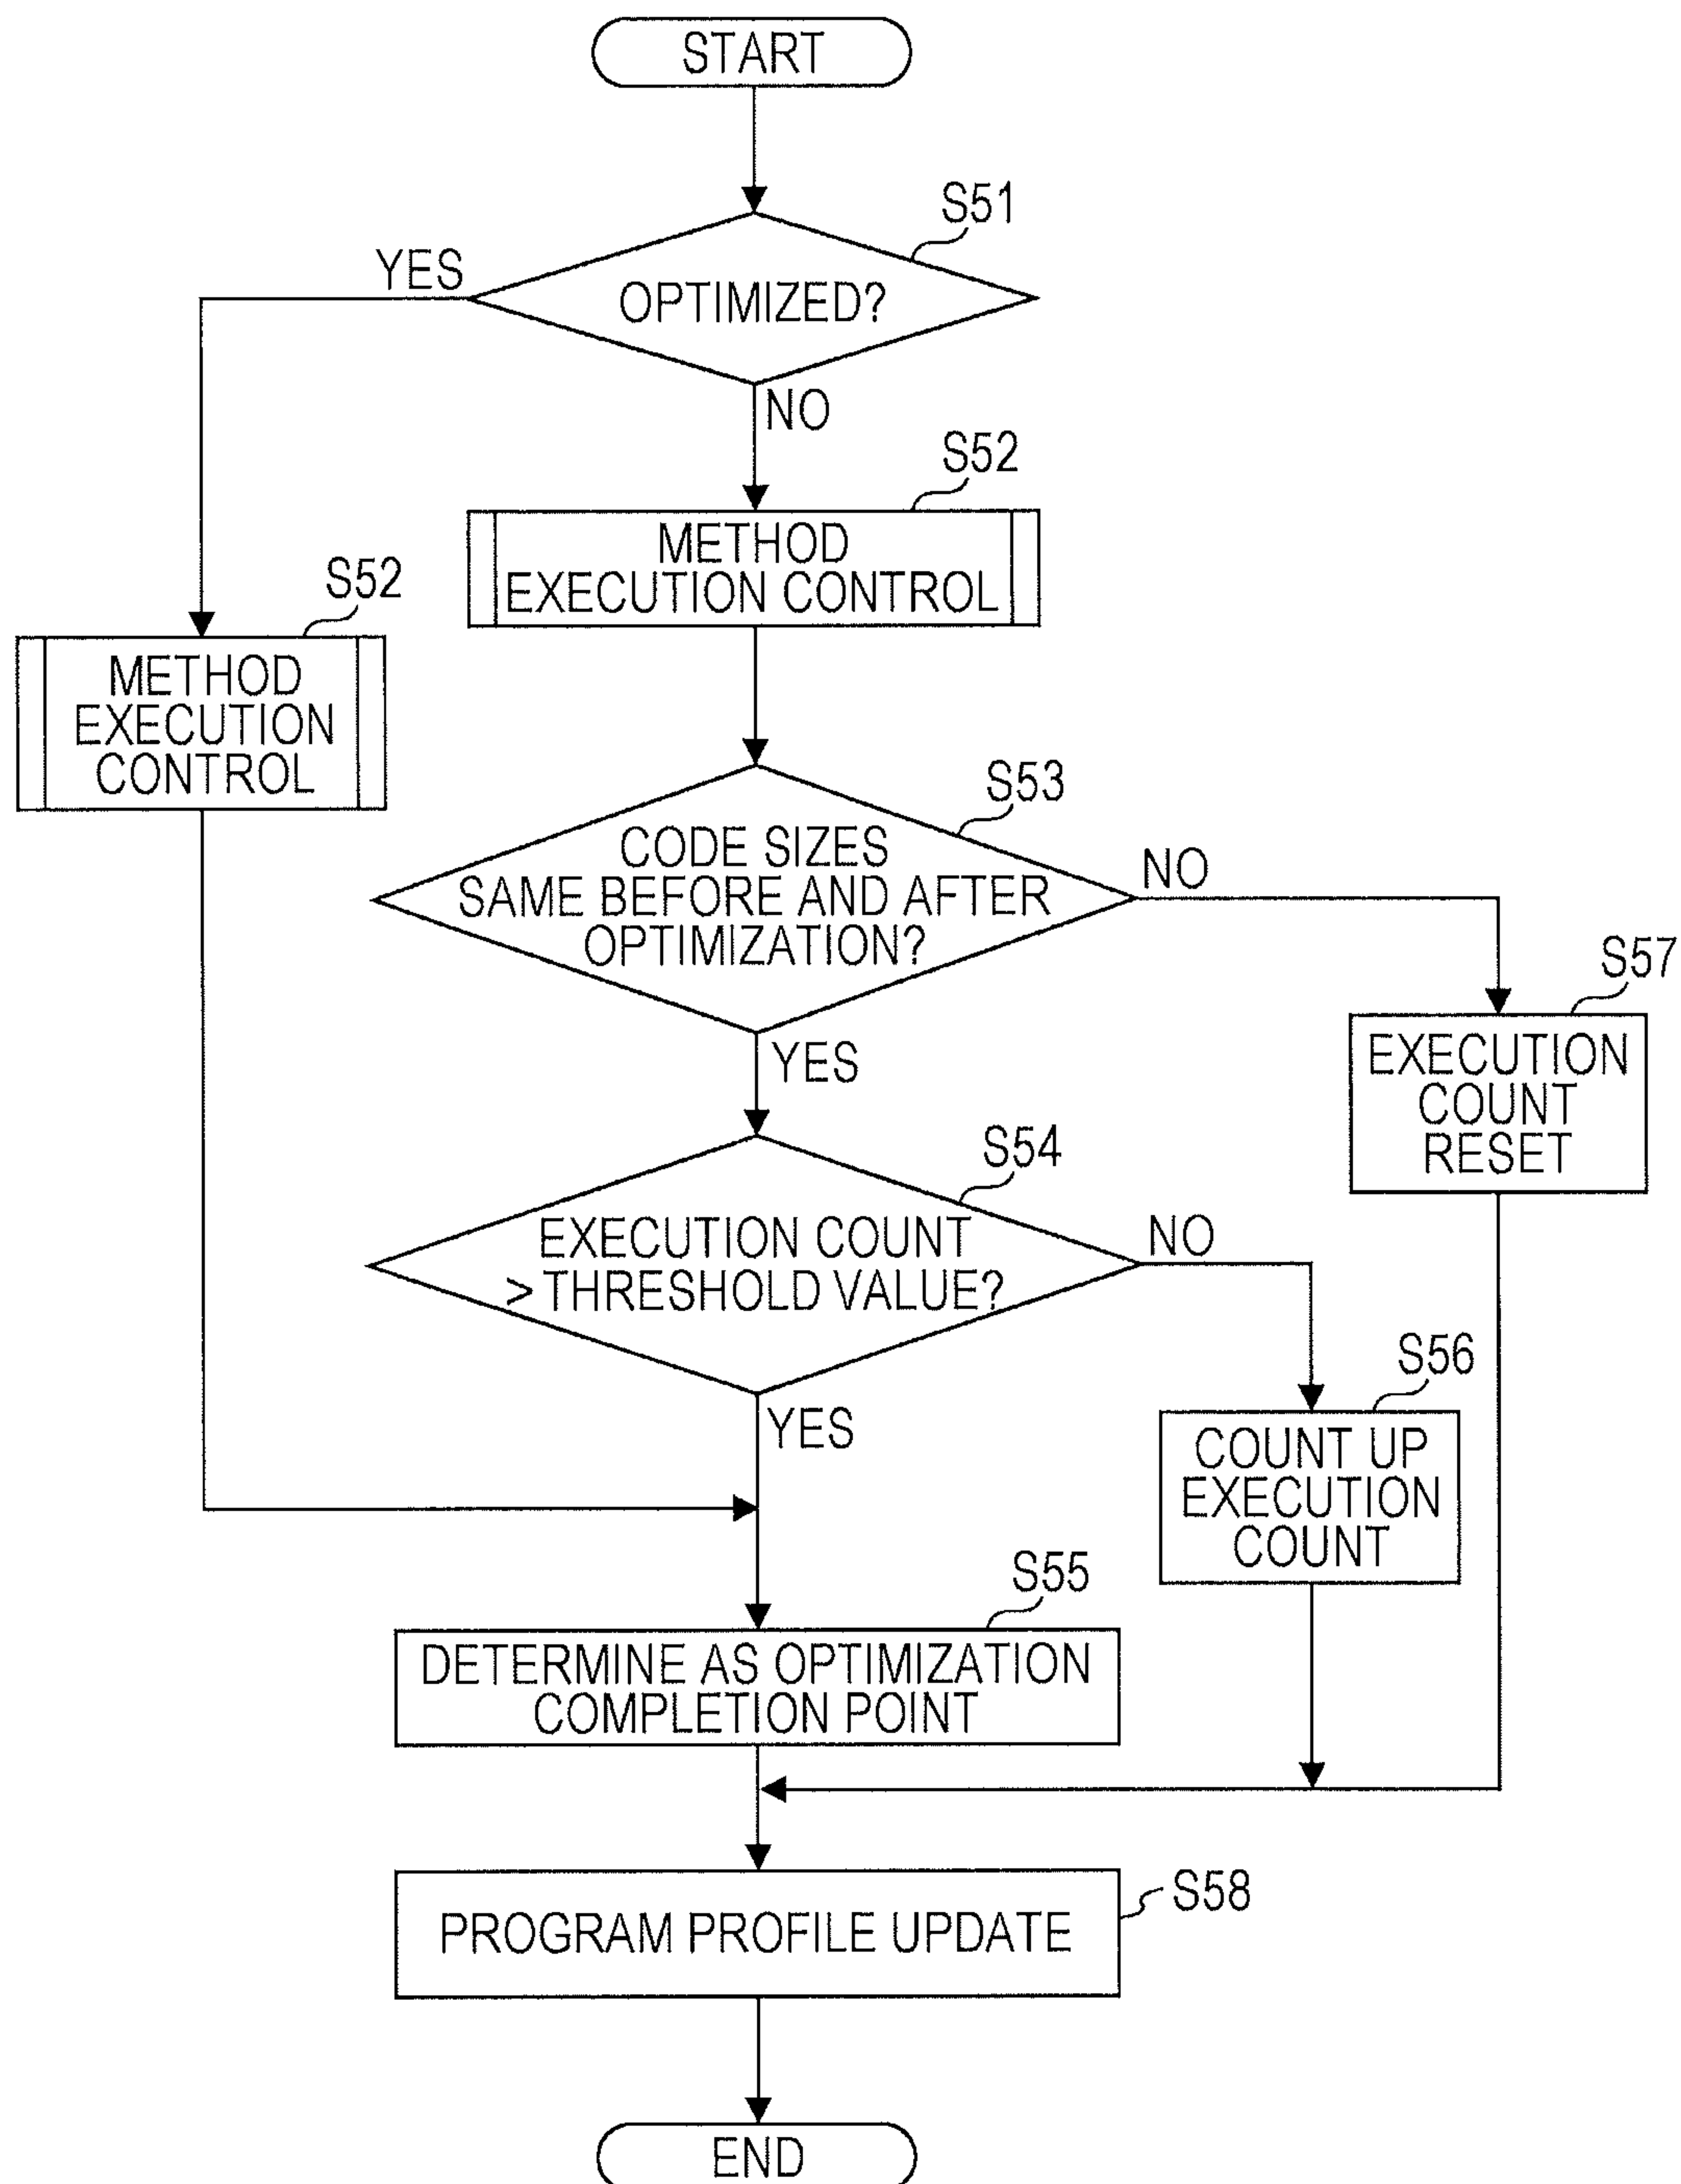 START
S51
YES
OPTIMIZED?
NO
S52
METHOD
EXECUTION CONTROL
S52
METHOD
EXECUTION
CONTROL
S53
CODE SIZES
SAME BEFORE AND AFTER
OPTIMIZATION?
NO
YES
S57
EXECUTION
COUNT
RESET
S54
EXECUTION COUNT
> THRESHOLD VALUE?
NO
YES
S56
COUNT UP
EXECUTION
COUNT
S55
DETERMINE AS OPTIMIZATION
COMPLETION POINT
S58
PROGRAM PROFILE UPDATE
END